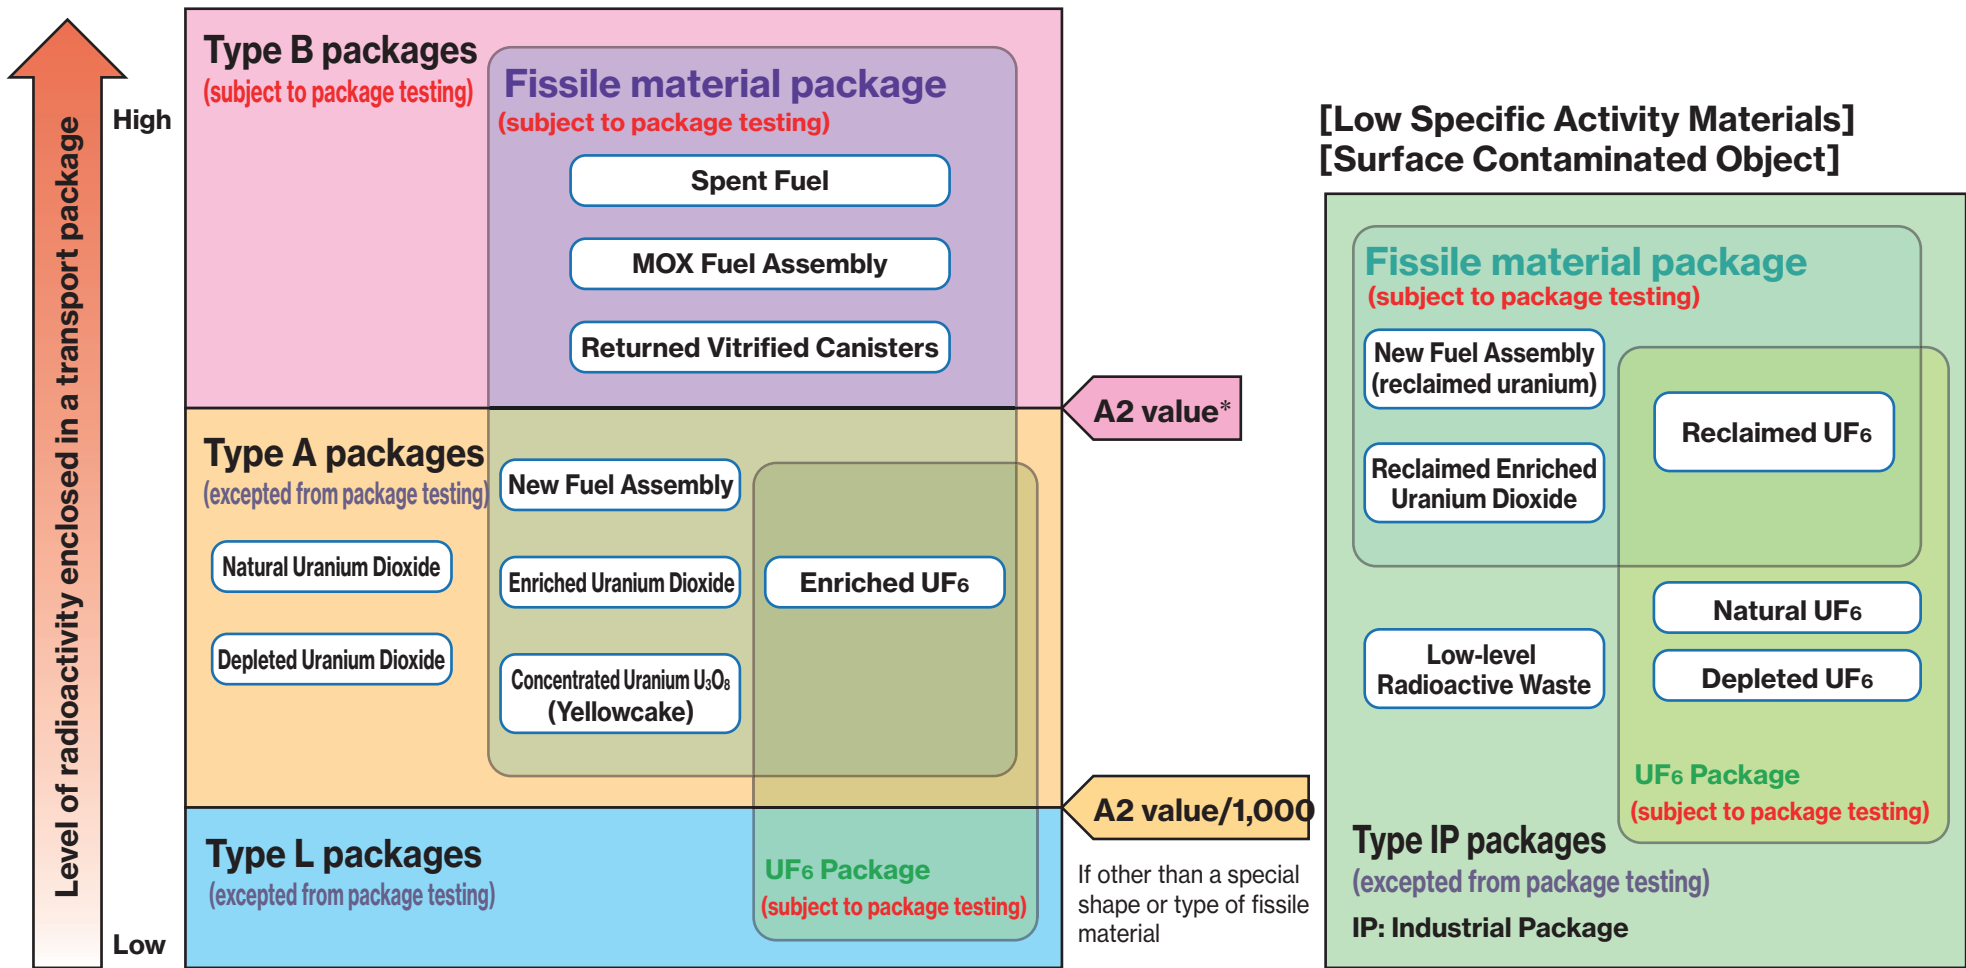 Level of radioactivity enclosed in a transport package
High
Low
Type B packages
(subject to package testing)
Fissile material package
(subject to package testing)
Spent Fuel
MOX Fuel Assembly
Returned Vitrified Canisters
A2 value*
Type A packages
(excepted from package testing)
New Fuel Assembly
Natural Uranium Dioxide
Enriched Uranium Dioxide
Enriched UF6
Depleted Uranium Dioxide
Concentrated Uranium U₃O₈
(Yellowcake)
A2 value/1,000
If other than a special
shape or type of fissile
material
Type L packages
(excepted from package testing)
UF6 Package
(subject to package testing)
[Low Specific Activity Materials]
[Surface Contaminated Object]
Fissile material package
(subject to package testing)
New Fuel Assembly
(reclaimed uranium)
Reclaimed UF6
Reclaimed Enriched
Uranium Dioxide
Natural UF6
Low-level
Radioactive Waste
Depleted UF6
UF6 Package
(subject to package testing)
Type IP packages
(excepted from package testing)
IP: Industrial Package